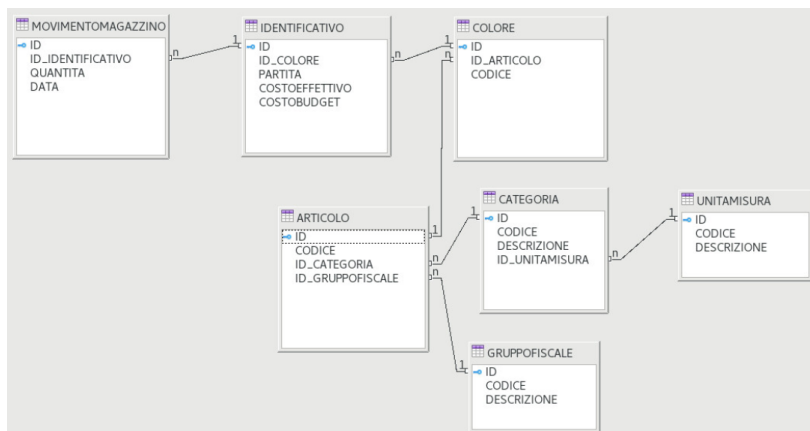 MOVIMENTOMAGAZZINO
ID
ID_IDENTIFICATIVO
QUANTITA
DATA
n
1
IDENTIFICATIVO
ID
ID_COLORE
PARTITA
COSTOEFFETTIVO
COSTOBUDGET
n
1
n
COLORE
ID
ID_ARTICOLO
CODICE
ARTICOLO
ID
CODICE
ID_CATEGORIA
ID_GRUPPOFISCALE
1
n
n
1
CATEGORIA
ID
CODICE
DESCRIZIONE
ID_UNITAMISURA
n
1
UNITAMISURA
ID
CODICE
DESCRIZIONE
1
GRUPPOFISCALE
ID
CODICE
DESCRIZIONE